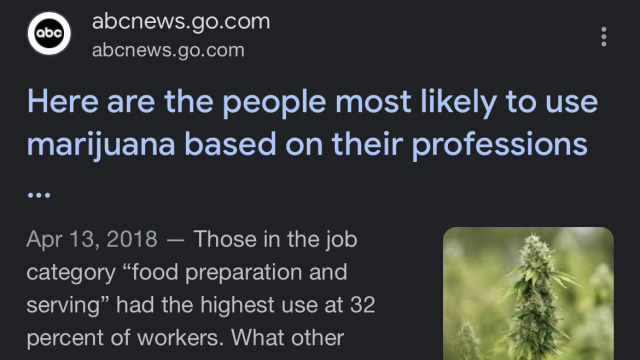 abc
abcnews.go.com
abcnews.go.com
Here are the people most likely to use
marijuana based on their professions
...
Apr 13, 2018 — Those in the job
category “food preparation and
serving” had the highest use at 32
percent of workers. What other